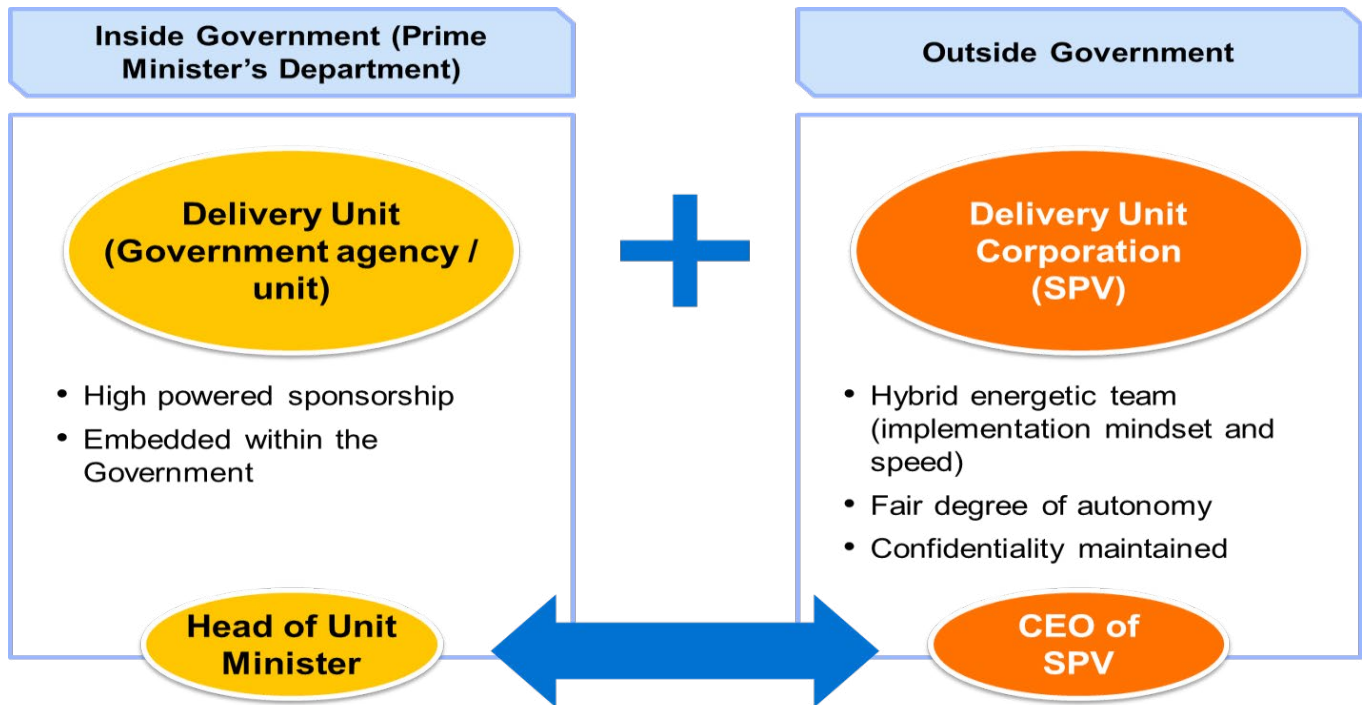 Inside Government (Prime
Minister's Department)
Delivery Unit
(Government agency /
unit)
• High powered sponsorship
• Embedded within the
Government
Head of Unit
Minister
Outside Government
Delivery Unit
Corporation
(SPV)
• Hybrid energetic team
(implementation mindset and
speed)
• Fair degree of autonomy
• Confidentiality maintained
CEO of
SPV